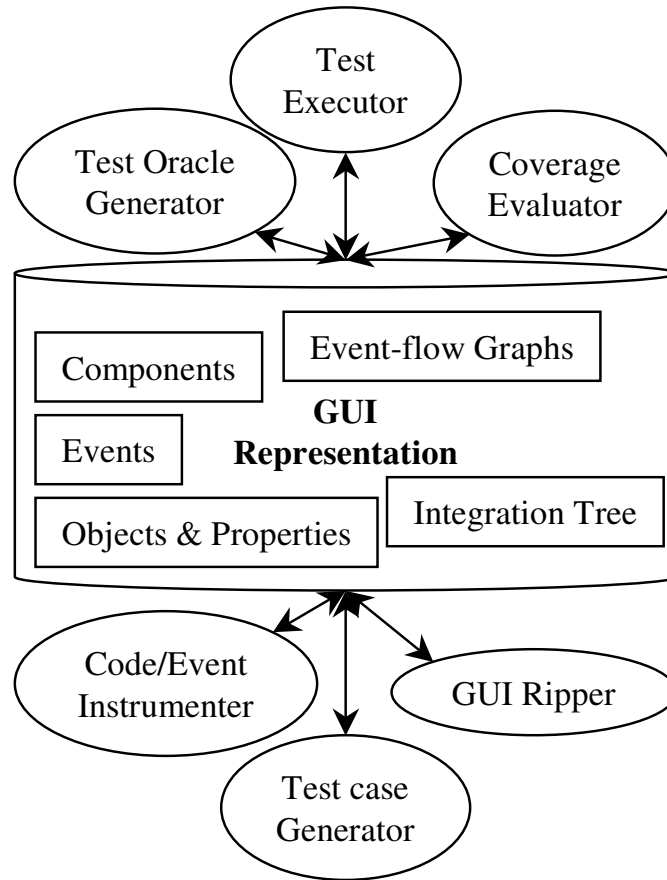 Test
Executor
Test Oracle
Generator
Coverage
Evaluator
Components
Event-flow Graphs
GUI
Representation
Events
Objects & Properties
Integration Tree
Code/Event
Instrumenter
GUI Ripper
Test case
Generator